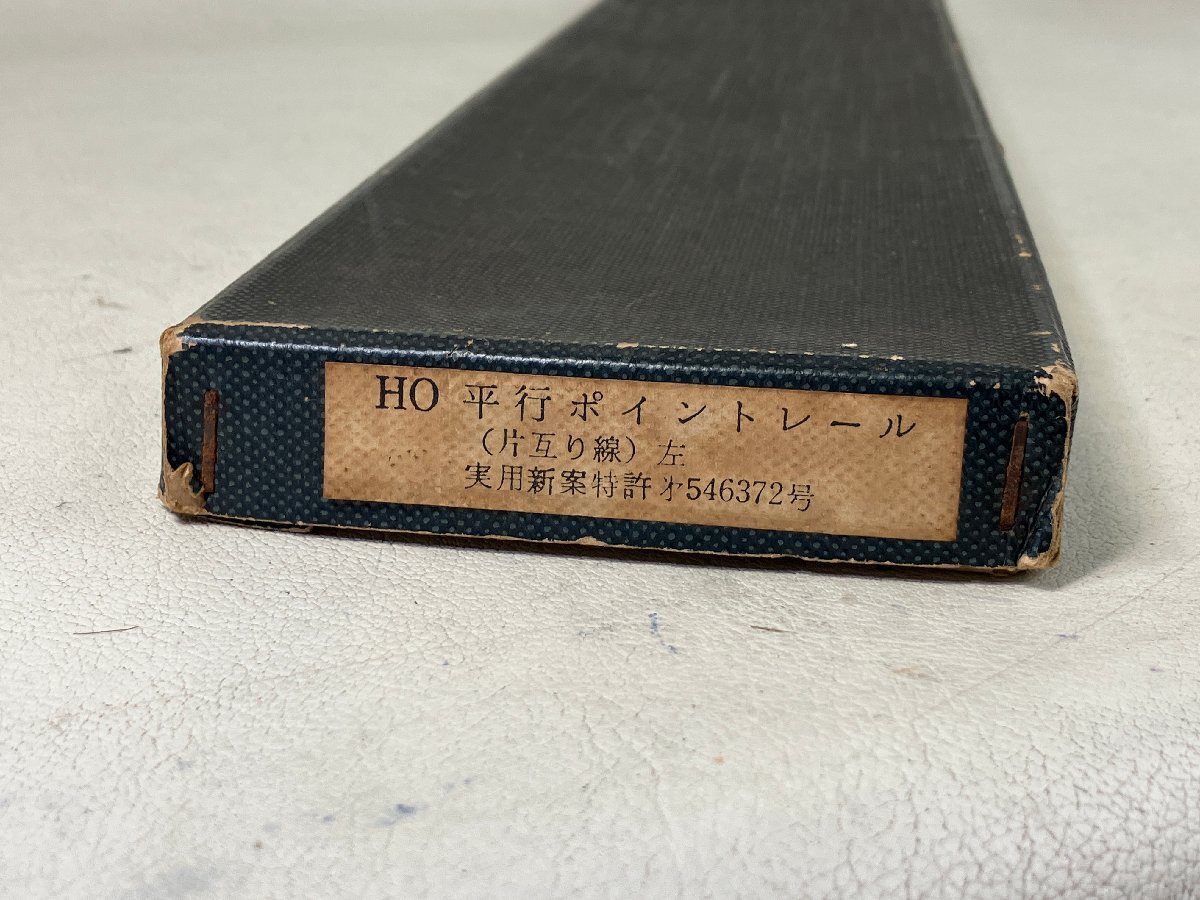 HO 平行ポイントレール
(片互り線) 左
実用新案特許才546372号